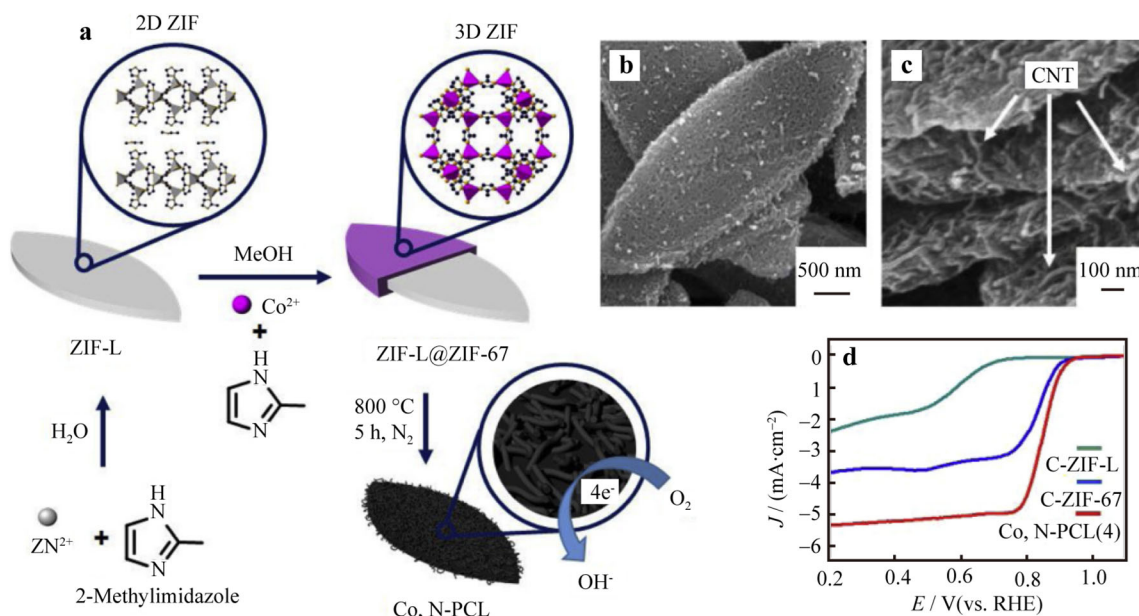 a
2D ZIF
3D ZIF
MeOH
Co²⁺
+
H
N
N
ZIF-L
ZIF-L@ZIF-67
H₂O
800 °C
5 h, N₂
ZN²⁺
+
H
N
N
2-Methylimidazole
4e⁻
O₂
OH⁻
Co, N-PCL
b
500 nm
c
CNT
100 nm
d
0
1
–2
–3
–4
–5
–6
J / (mA·cm⁻²)
C-ZIF-L
C-ZIF-67
Co, N-PCL(4)
0.2 0.4 0.6 0.8 1.0
E / V(vs. RHE)